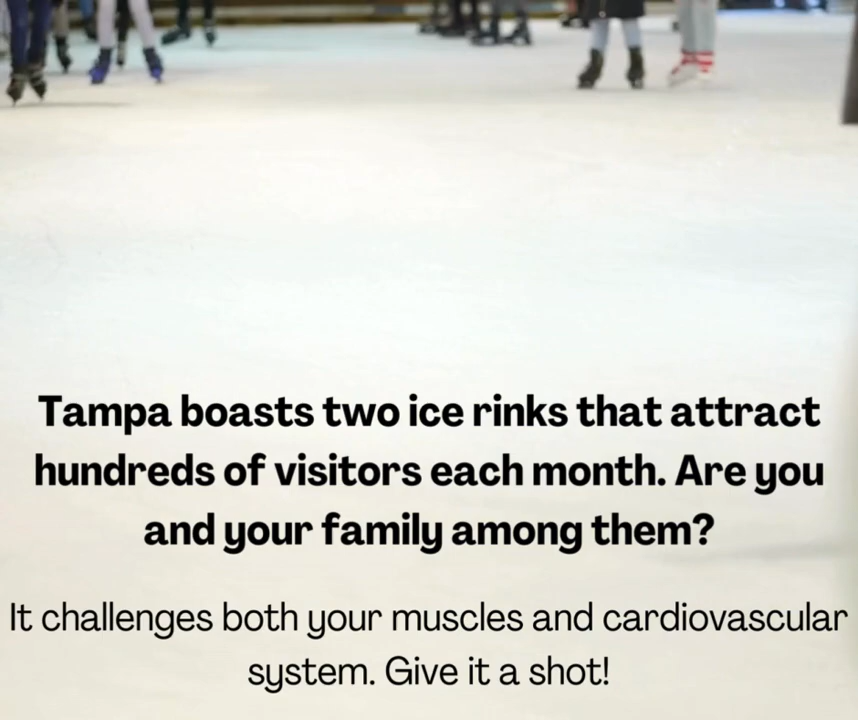 Tampa boasts two ice rinks that attract
hundreds of visitors each month. Are you
and your family among them?
It challenges both your muscles and cardiovascular
system. Give it a shot!